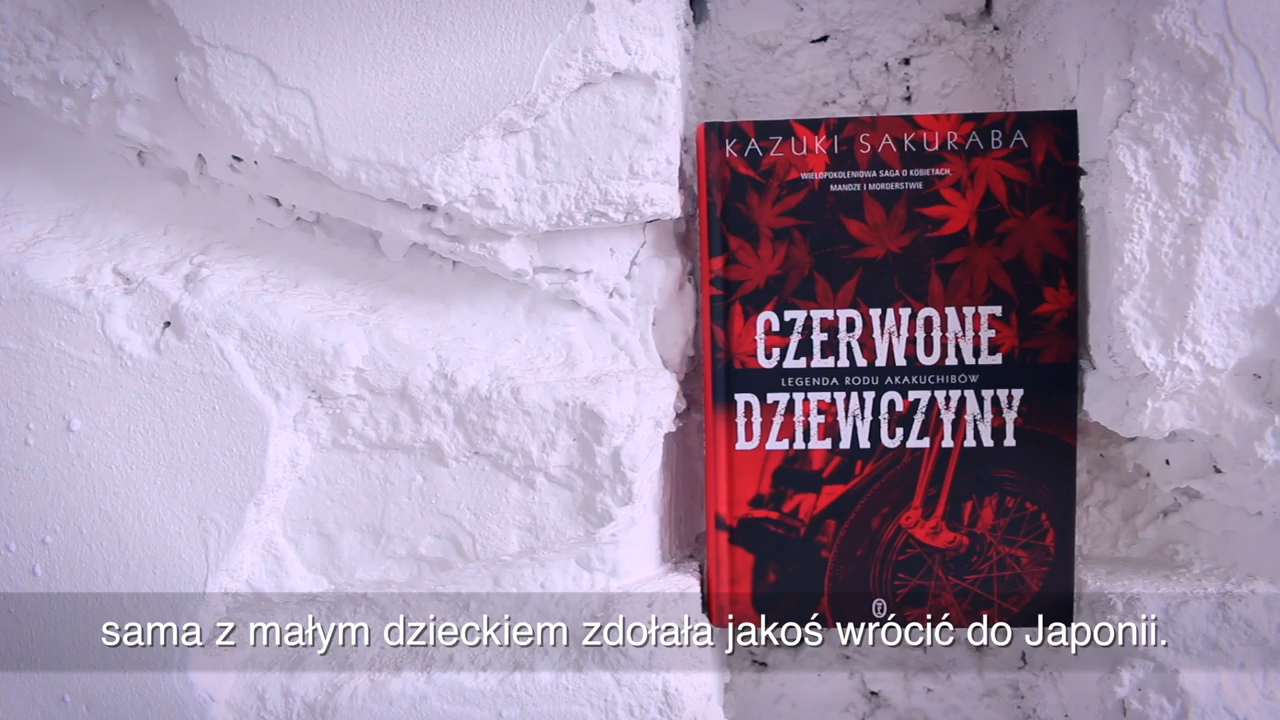 KAZUKI SAKURABA
WIELOPOKOLENIOWA SAGA O KOBIETACH,
MANDZE I MORDERSTWIE
CZERWONE
LEGENDA RODU AKAKUCHIBÓW
DZIEWCZYNY
sama z małym dzieckiem zdołała jakoś wrócić do Japonii.